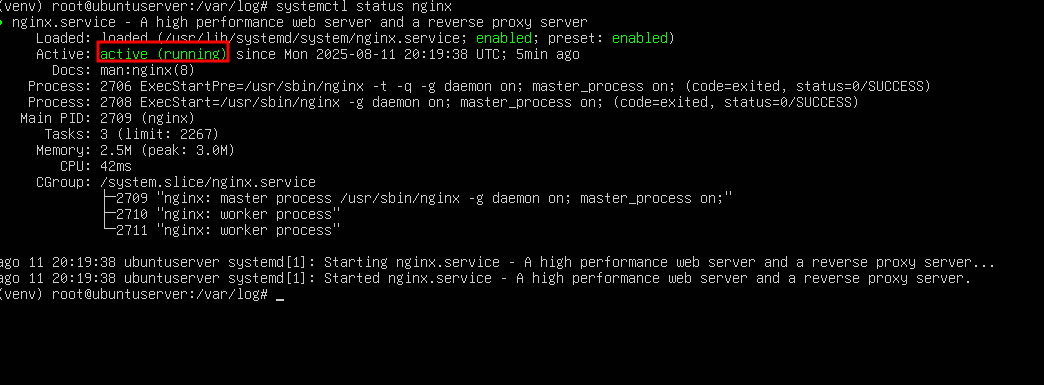 (venv) root@ubuntuserver:/var/log# systemctl status nginx
● nginx.service - A high performance web server and a reverse proxy server
Loaded: loaded (/usr/lib/systemd/system/nginx.service; enabled; preset: enabled)
Active: active (running) since Mon 2025-08-11 20:19:38 UTC; 5min ago
Docs: man:nginx(8)
Process: 2706 ExecStartPre=/usr/sbin/nginx -t -q -g daemon on; master_process on; (code=exited, status=0/SUCCESS)
Process: 2708 ExecStart=/usr/sbin/nginx -g daemon on; master_process on; (code=exited, status=0/SUCCESS)
Main PID: 2709 (nginx)
Tasks: 3 (limit: 2267)
Memory: 2.5M (peak: 3.0M)
CPU: 42ms
CGroup: /system.slice/nginx.service
├─2709 "nginx: master process /usr/sbin/nginx -g daemon on; master_process on;"
├─2710 "nginx: worker process"
└─2711 "nginx: worker process"
ago 11 20:19:38 ubuntuserver systemd[1]: Starting nginx.service - A high performance web server and a reverse proxy server...
ago 11 20:19:38 ubuntuserver systemd[1]: Started nginx.service - A high performance web server and a reverse proxy server.
(venv) root@ubuntuserver:/var/log# _